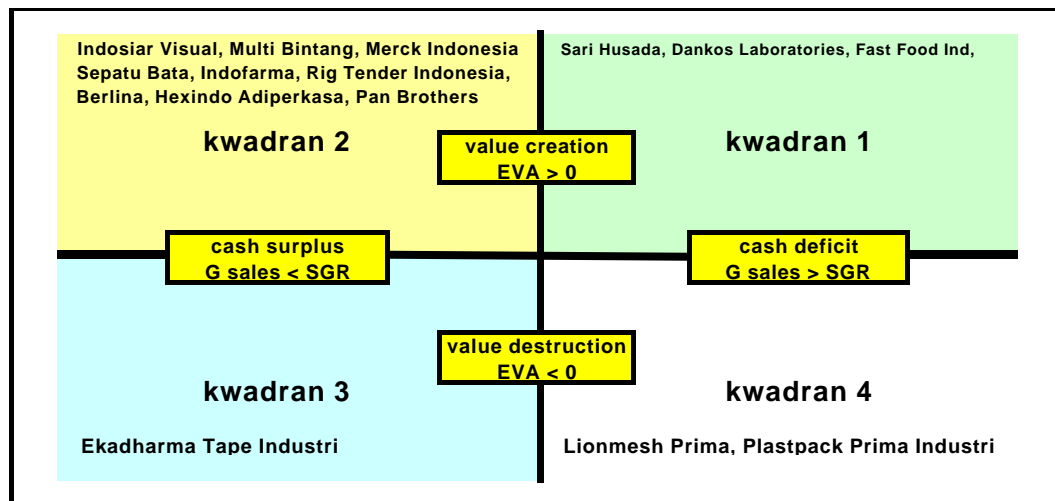 Indosiar Visual, Multi Bintang, Merck Indonesia
Sepatu Bata, Indofarma, Rig Tender Indonesia,
Berlina, Hexindo Adiperkasa, Pan Brothers
kwadran 2
Sari Husada, Dankos Laboratories, Fast Food Ind,
kwadran 1
value creation
EVA > 0
cash surplus
G sales < SGR
cash deficit
G sales > SGR
value destruction
EVA < 0
kwadran 3
Ekadharma Tape Industri
kwadran 4
Lionmesh Prima, Plastpack Prima Industri